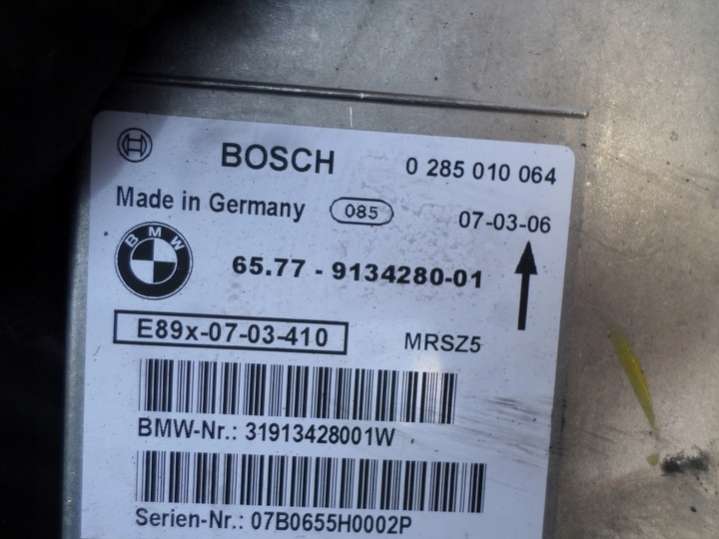 BOSCH 0 285 010 064
Made in Germany 085 07-03-06
BMW
65.77 - 9134280-01
E89x-07-03-410 MRSZ5
BMW-Nr.: 31913428001W
Serien-Nr.: 07B0655H0002P